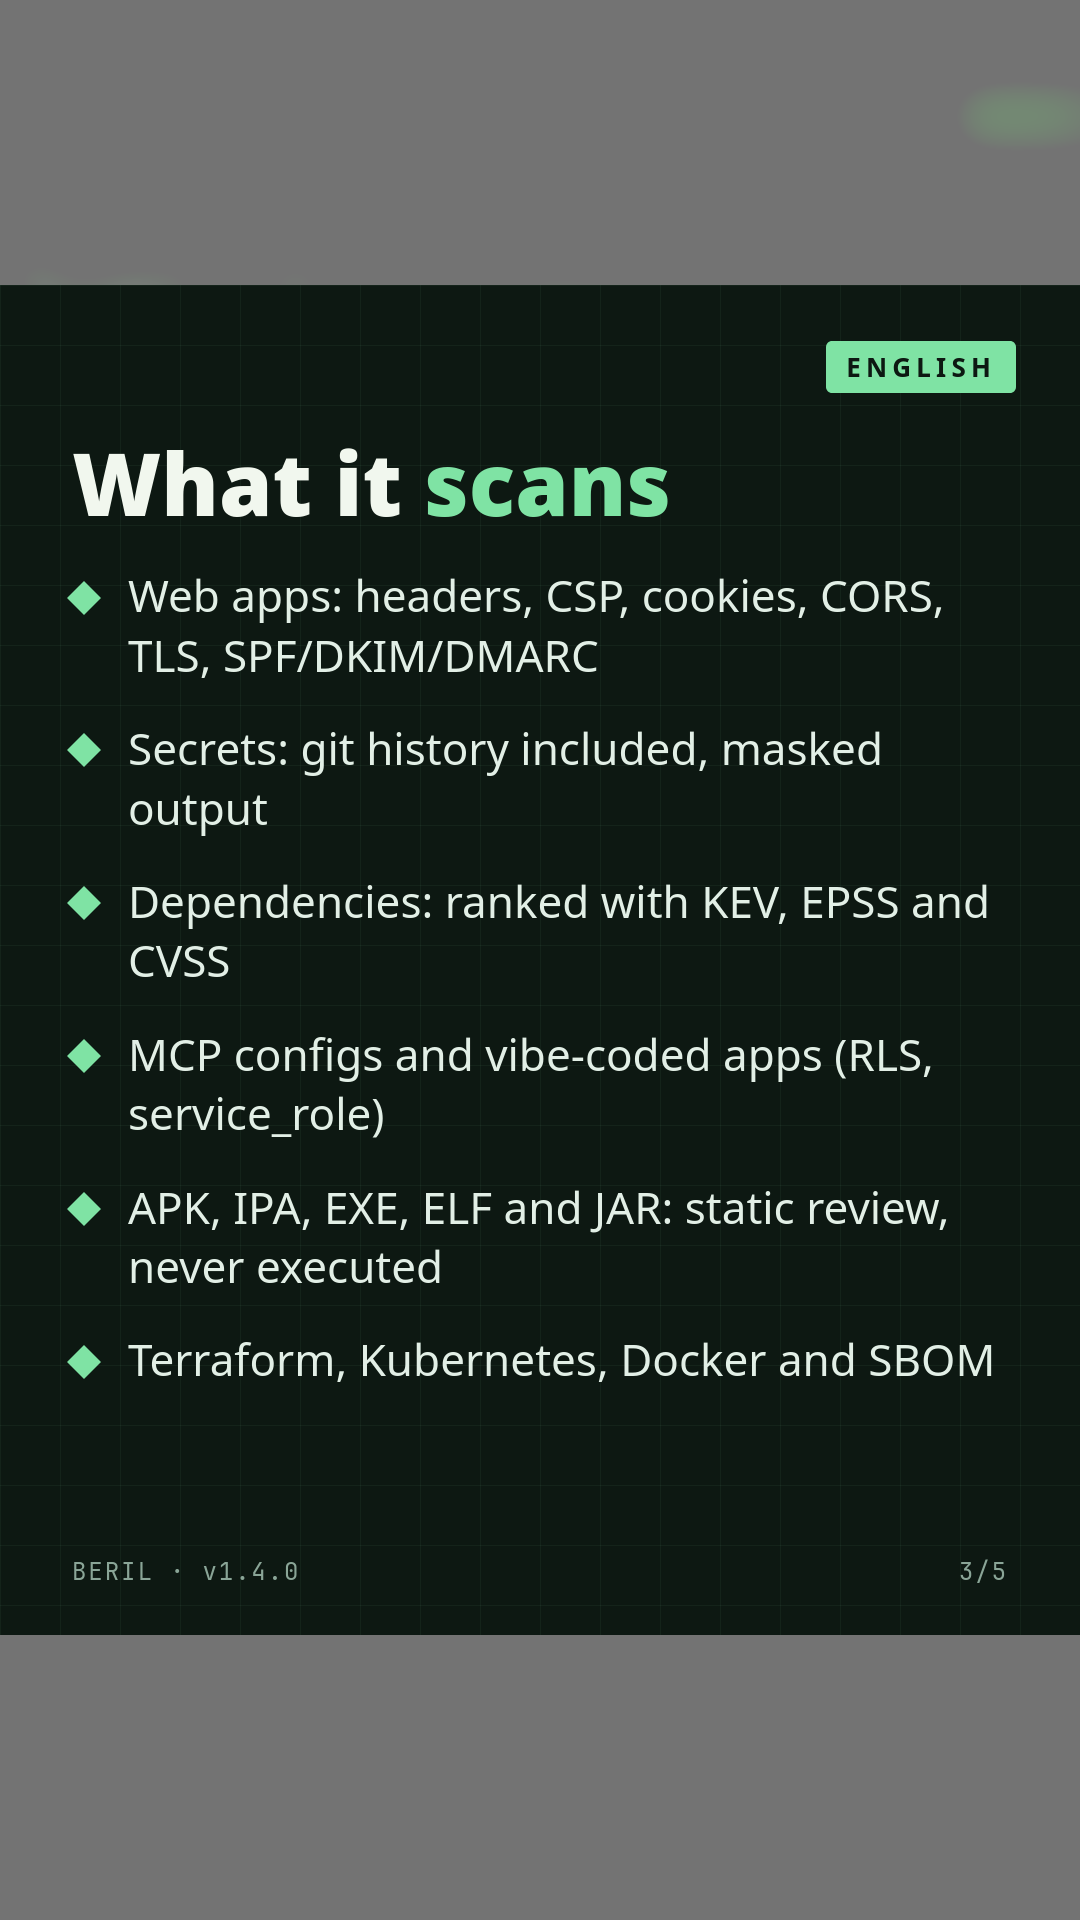 ENGLISH
What it scans
Web apps: headers, CSP, cookies, CORS,
TLS, SPF/DKIM/DMARC
Secrets: git history included, masked
output
Dependencies: ranked with KEV, EPSS and
CVSS
MCP configs and vibe-coded apps (RLS,
service_role)
APK, IPA, EXE, ELF and JAR: static review,
never executed
Terraform, Kubernetes, Docker and SBOM
BERIL · v1.4.0
3/5